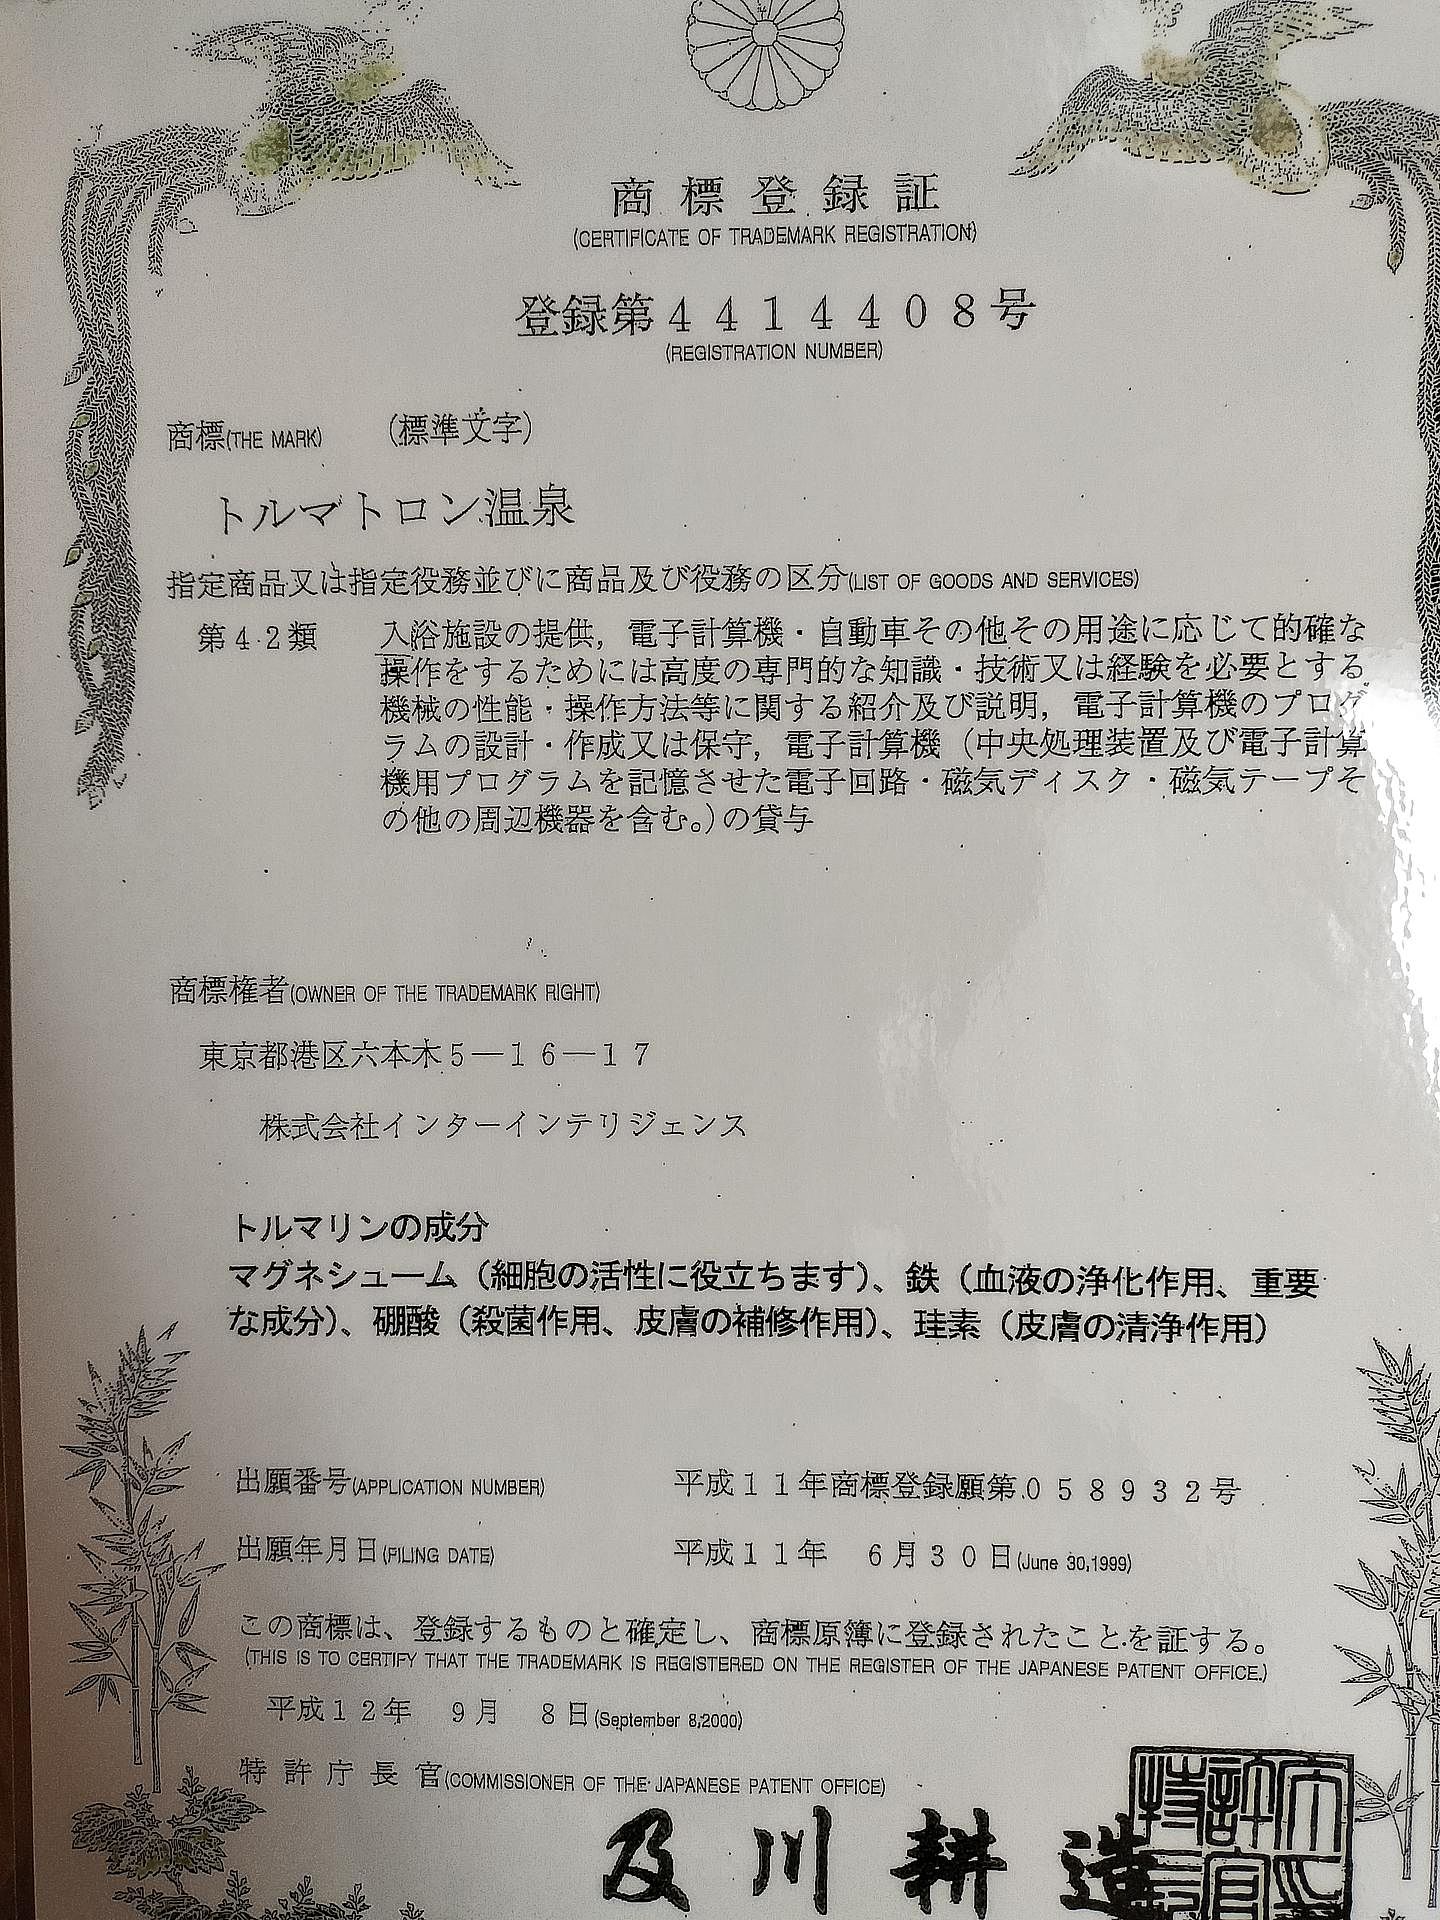 商標登録証
(CERTIFICATE OF TRADEMARK REGISTRATION)
登録第4414408号
(REGISTRATION NUMBER)
商標(THE MARK) (標準文字)
トルマトロン温泉
指定商品又は指定役務並びに商品及び役務の区分(LIST OF GOODS AND SERVICES)
第42類 入浴施設の提供，電子計算機・自動車その他その用途に応じて的確な
操作をするためには高度の専門的な知識・技術又は経験を必要とする
機械の性能・操作方法等に関する紹介及び説明，電子計算機のプログ
ラムの設計・作成又は保守，電子計算機（中央処理装置及び電子計算
機用プログラムを記憶させた電子回路・磁気ディスク・磁気テープそ
の他の周辺機器を含む。）の貸与
商標権者(OWNER OF THE TRADEMARK RIGHT)
東京都港区六本木5―16―17
株式会社インターインテリジェンス
トルマリンの成分
マグネシューム（細胞の活性に役立ちます）、鉄（血液の浄化作用、重要
な成分）、硼酸（殺菌作用、皮膚の補修作用）、珪素（皮膚の清浄作用）
出願番号(APPLICATION NUMBER) 平成11年商標登録願第058932号
出願年月日(FILING DATE) 平成11年 6月30日(June 30,1999)
この商標は、登録するものと確定し、商標原簿に登録されたことを証する。
(THIS IS TO CERTIFY THAT THE TRADEMARK IS REGISTERED ON THE REGISTER OF THE JAPANESE PATENT OFFICE.)
平成12年 9月 8日(September 8,2000)
特許庁長官(COMMISSIONER OF THE JAPANESE PATENT OFFICE)
及川耕造